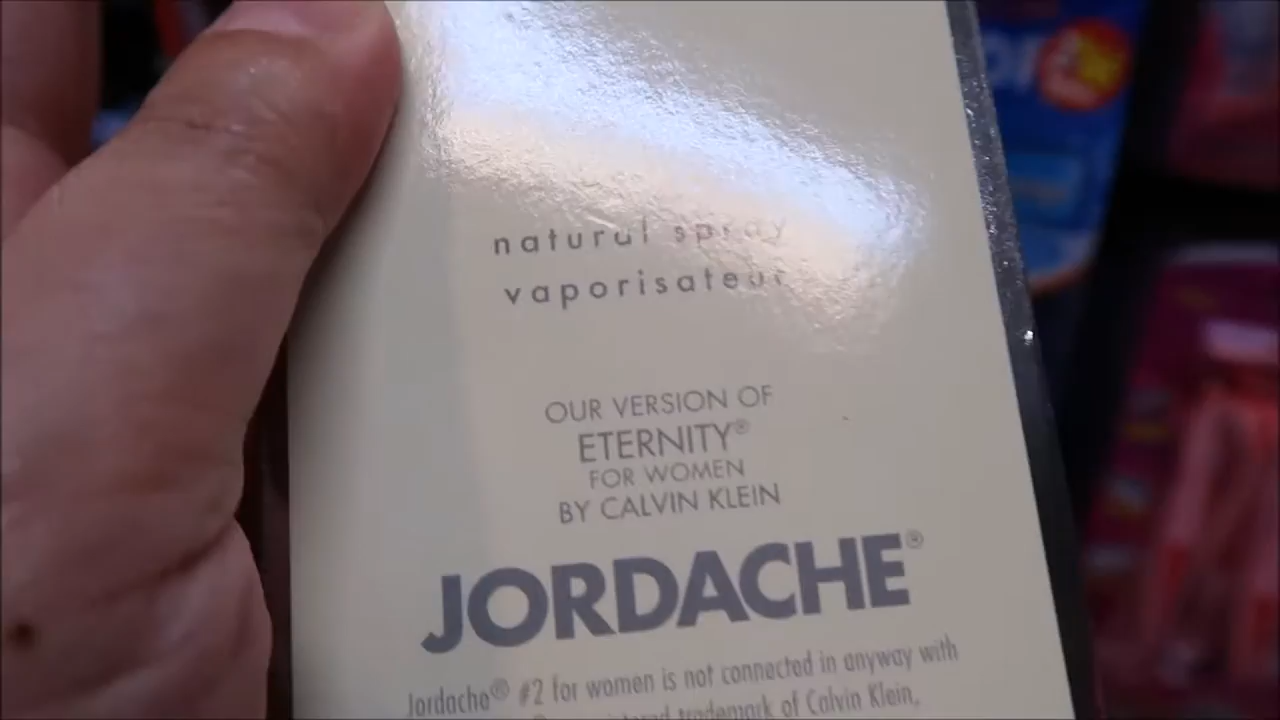 natural spray
vaporisateur
OUR VERSION OF
ETERNITY®
FOR WOMEN
BY CALVIN KLEIN
JORDACHE®
Jordache® #2 for women is not connected in anyway with
trademark of Calvin Klein,